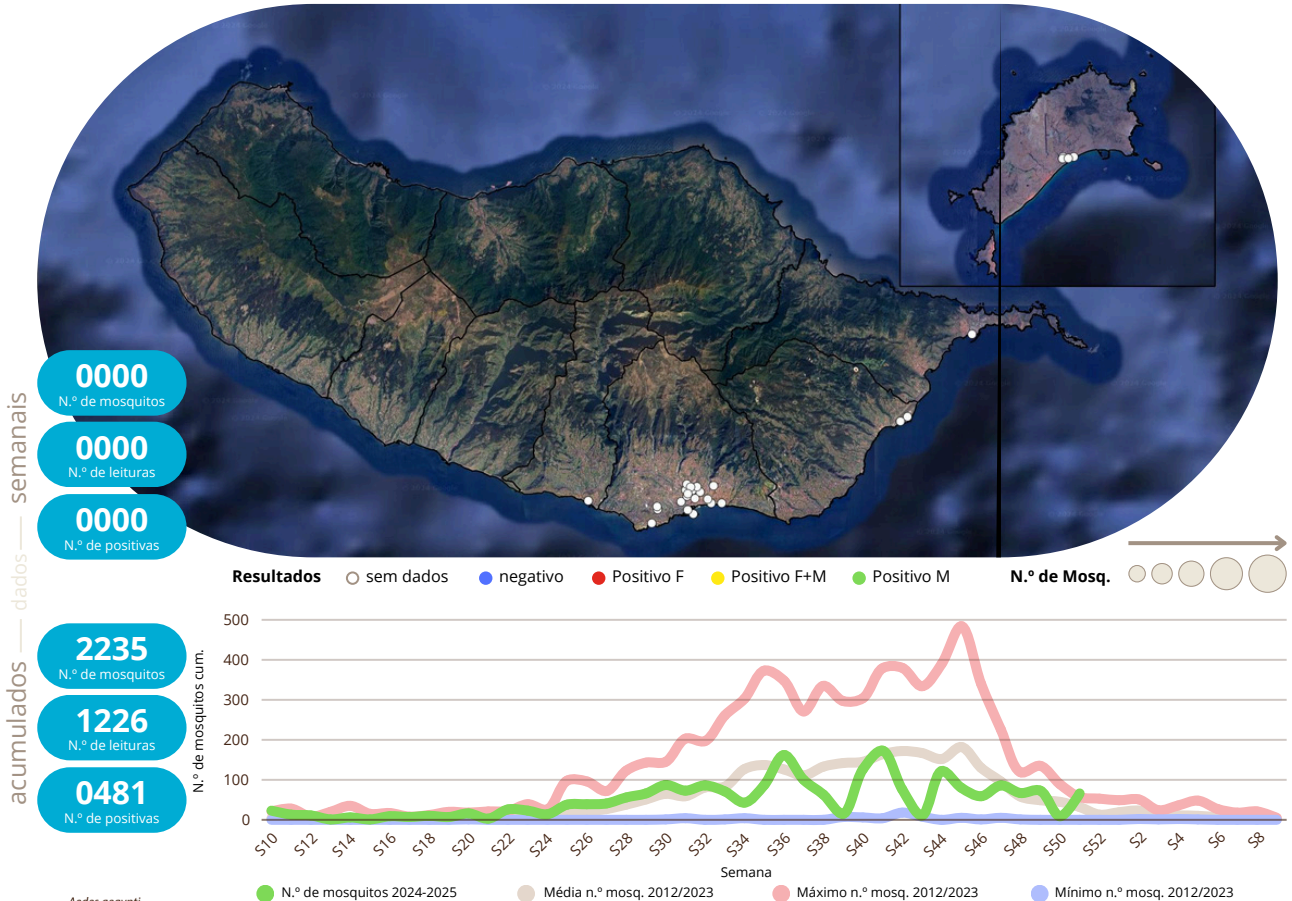 0000
N.º de mosquitos
0000
N.º de leituras
0000
N.º de positivas
acumulados — dados — semanais
Resultados sem dados negativo Positivo F Positivo F+M Positivo M N.º de Mosq.
2235
N.º de mosquitos
1226
N.º de leituras
0481
N.º de positivas
N.º de mosquitos cum.
500
400
300
200
100
0
S10 S12 S14 S16 S18 S20 S22 S24 S26 S28 S30 S32 S34 S36 S38 S40 S42 S44 S46 S48 S50 S52 S2 S4 S6 S8
Semana
N.º de mosquitos 2024-2025 Média n.º mosq. 2012/2023 Máximo n.º mosq. 2012/2023 Mínimo n.º mosq. 2012/2023